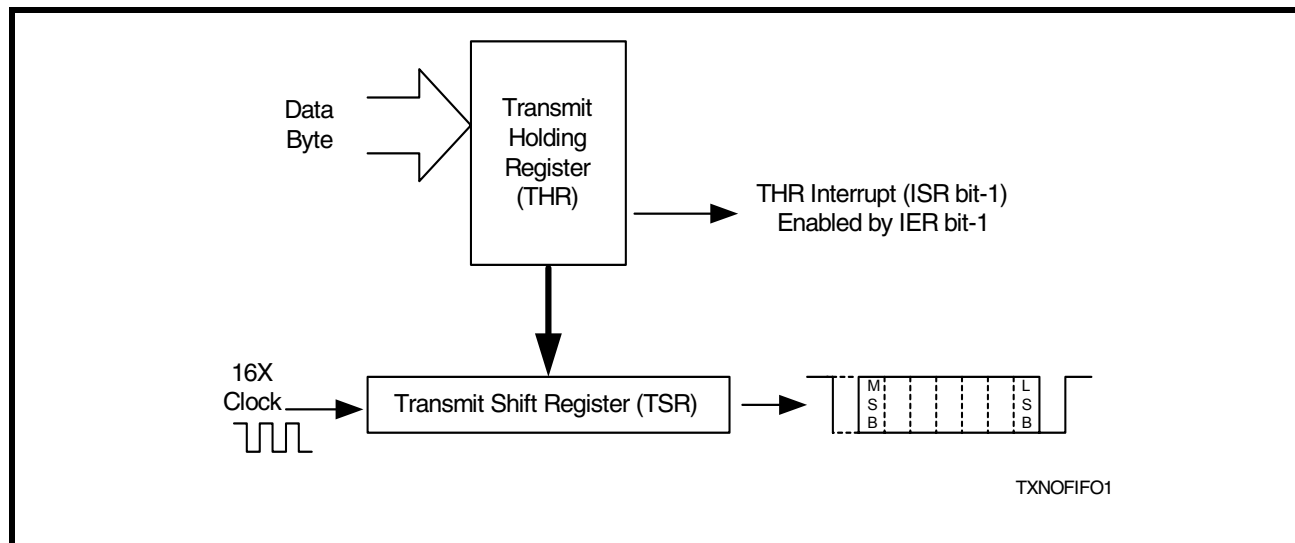 Data
Byte
Transmit
Holding
Register
(THR)
THR Interrupt (ISR bit-1)
Enabled by IER bit-1
16X
Clock
Transmit Shift Register (TSR)
M
S
B
L
S
B
TXNOFIFO1